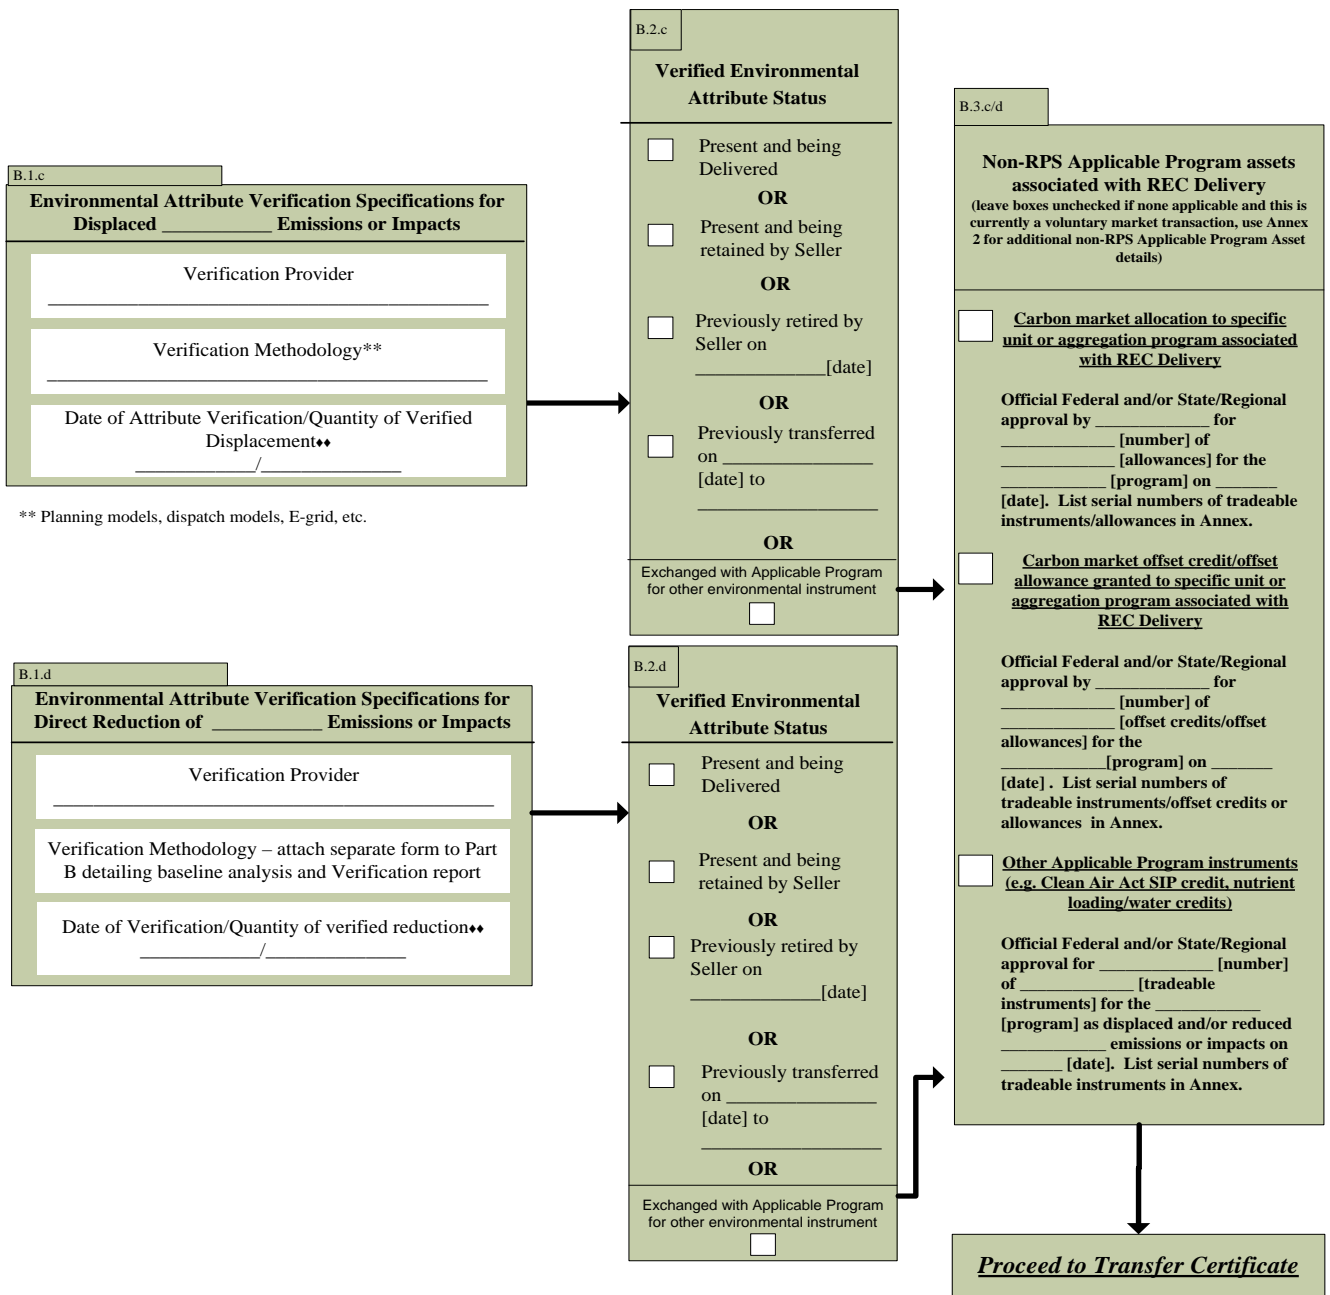 B.1.c
Environmental Attribute Verification Specifications for
Displaced ___________ Emissions or Impacts
Verification Provider
____________________________________________
Verification Methodology**
____________________________________________
Date of Attribute Verification/Quantity of Verified
Displacement♦♦
____________/______________
** Planning models, dispatch models, E-grid, etc.
B.2.c
Verified Environmental
Attribute Status
Present and being
Delivered
OR
Present and being
retained by Seller
OR
Previously retired by
Seller on
_____________[date]
OR
Previously transferred
on _______________
[date] to
__________________
OR
Exchanged with Applicable Program
for other environmental instrument
B.1.d
Environmental Attribute Verification Specifications for
Direct Reduction of ___________ Emissions or Impacts
Verification Provider
____________________________________________
Verification Methodology – attach separate form to Part
B detailing baseline analysis and Verification report
Date of Verification/Quantity of verified reduction♦♦
____________/______________
B.2.d
Verified Environmental
Attribute Status
Present and being
Delivered
OR
Present and being
retained by Seller
OR
Previously retired by
Seller on
_____________[date]
OR
Previously transferred
on _______________
[date] to
__________________
OR
Exchanged with Applicable Program
for other environmental instrument
B.3.c/d
Non-RPS Applicable Program assets
associated with REC Delivery
(leave boxes unchecked if none applicable and this is
currently a voluntary market transaction, use Annex
2 for additional non-RPS Applicable Program Asset
details)
Carbon market allocation to specific
unit or aggregation program associated
with REC Delivery
Official Federal and/or State/Regional
approval by _____________ for
_____________ [number] of
_____________ [allowances] for the
____________ [program] on _______
[date]. List serial numbers of tradeable
instruments/allowances in Annex.
Carbon market offset credit/offset
allowance granted to specific unit or
aggregation program associated with
REC Delivery
Official Federal and/or State/Regional
approval by _____________ for
_____________ [number] of
_____________ [offset credits/offset
allowances] for the
____________[program] on _______
[date] . List serial numbers of
tradeable instruments/offset credits or
allowances in Annex.
Other Applicable Program instruments
(e.g. Clean Air Act SIP credit, nutrient
loading/water credits)
Official Federal and/or State/Regional
approval for _____________ [number]
of _____________ [tradeable
instruments] for the ____________
[program] as displaced and/or reduced
____________ emissions or impacts on
_______ [date]. List serial numbers of
tradeable instruments in Annex.
Proceed to Transfer Certificate